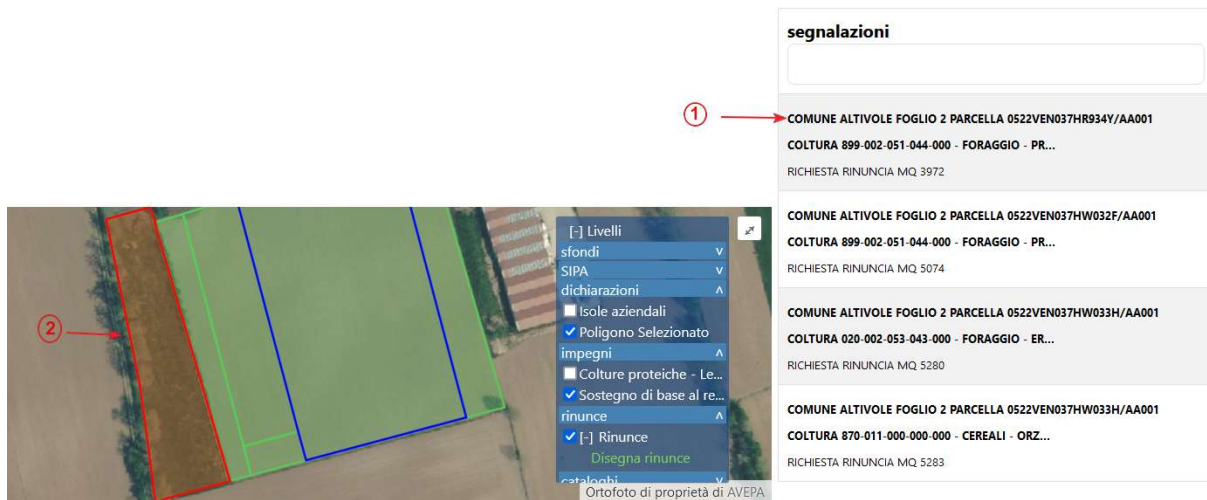 segnalazioni
1
COMUNE ALTIVOLE FOGLIO 2 PARCELLA 0522VEN037HR934Y/AA001
COLTURA 899-002-051-044-000 - FORAGGIO - PR...
RICHIESTA RINUNCIA MQ 3972
COMUNE ALTIVOLE FOGLIO 2 PARCELLA 0522VEN037HW032F/AA001
COLTURA 899-002-051-044-000 - FORAGGIO - PR...
RICHIESTA RINUNCIA MQ 5074
COMUNE ALTIVOLE FOGLIO 2 PARCELLA 0522VEN037HW033H/AA001
COLTURA 020-002-053-043-000 - FORAGGIO - ER...
RICHIESTA RINUNCIA MQ 5280
COMUNE ALTIVOLE FOGLIO 2 PARCELLA 0522VEN037HW033H/AA001
COLTURA 870-011-000-000-000 - CEREALI - ORZ...
RICHIESTA RINUNCIA MQ 5283
2
[-] Livelli
sfondi v
SIPA v
dichiarazioni ʌ
Isole aziendali
Poligono Selezionato
impegni ʌ
Colture proteiche - Le...
Sostegno di base al re...
rinunce ʌ
[-] Rinunce
Disegna rinunce
cataloghi v
Ortofoto di proprietà di AVEPA